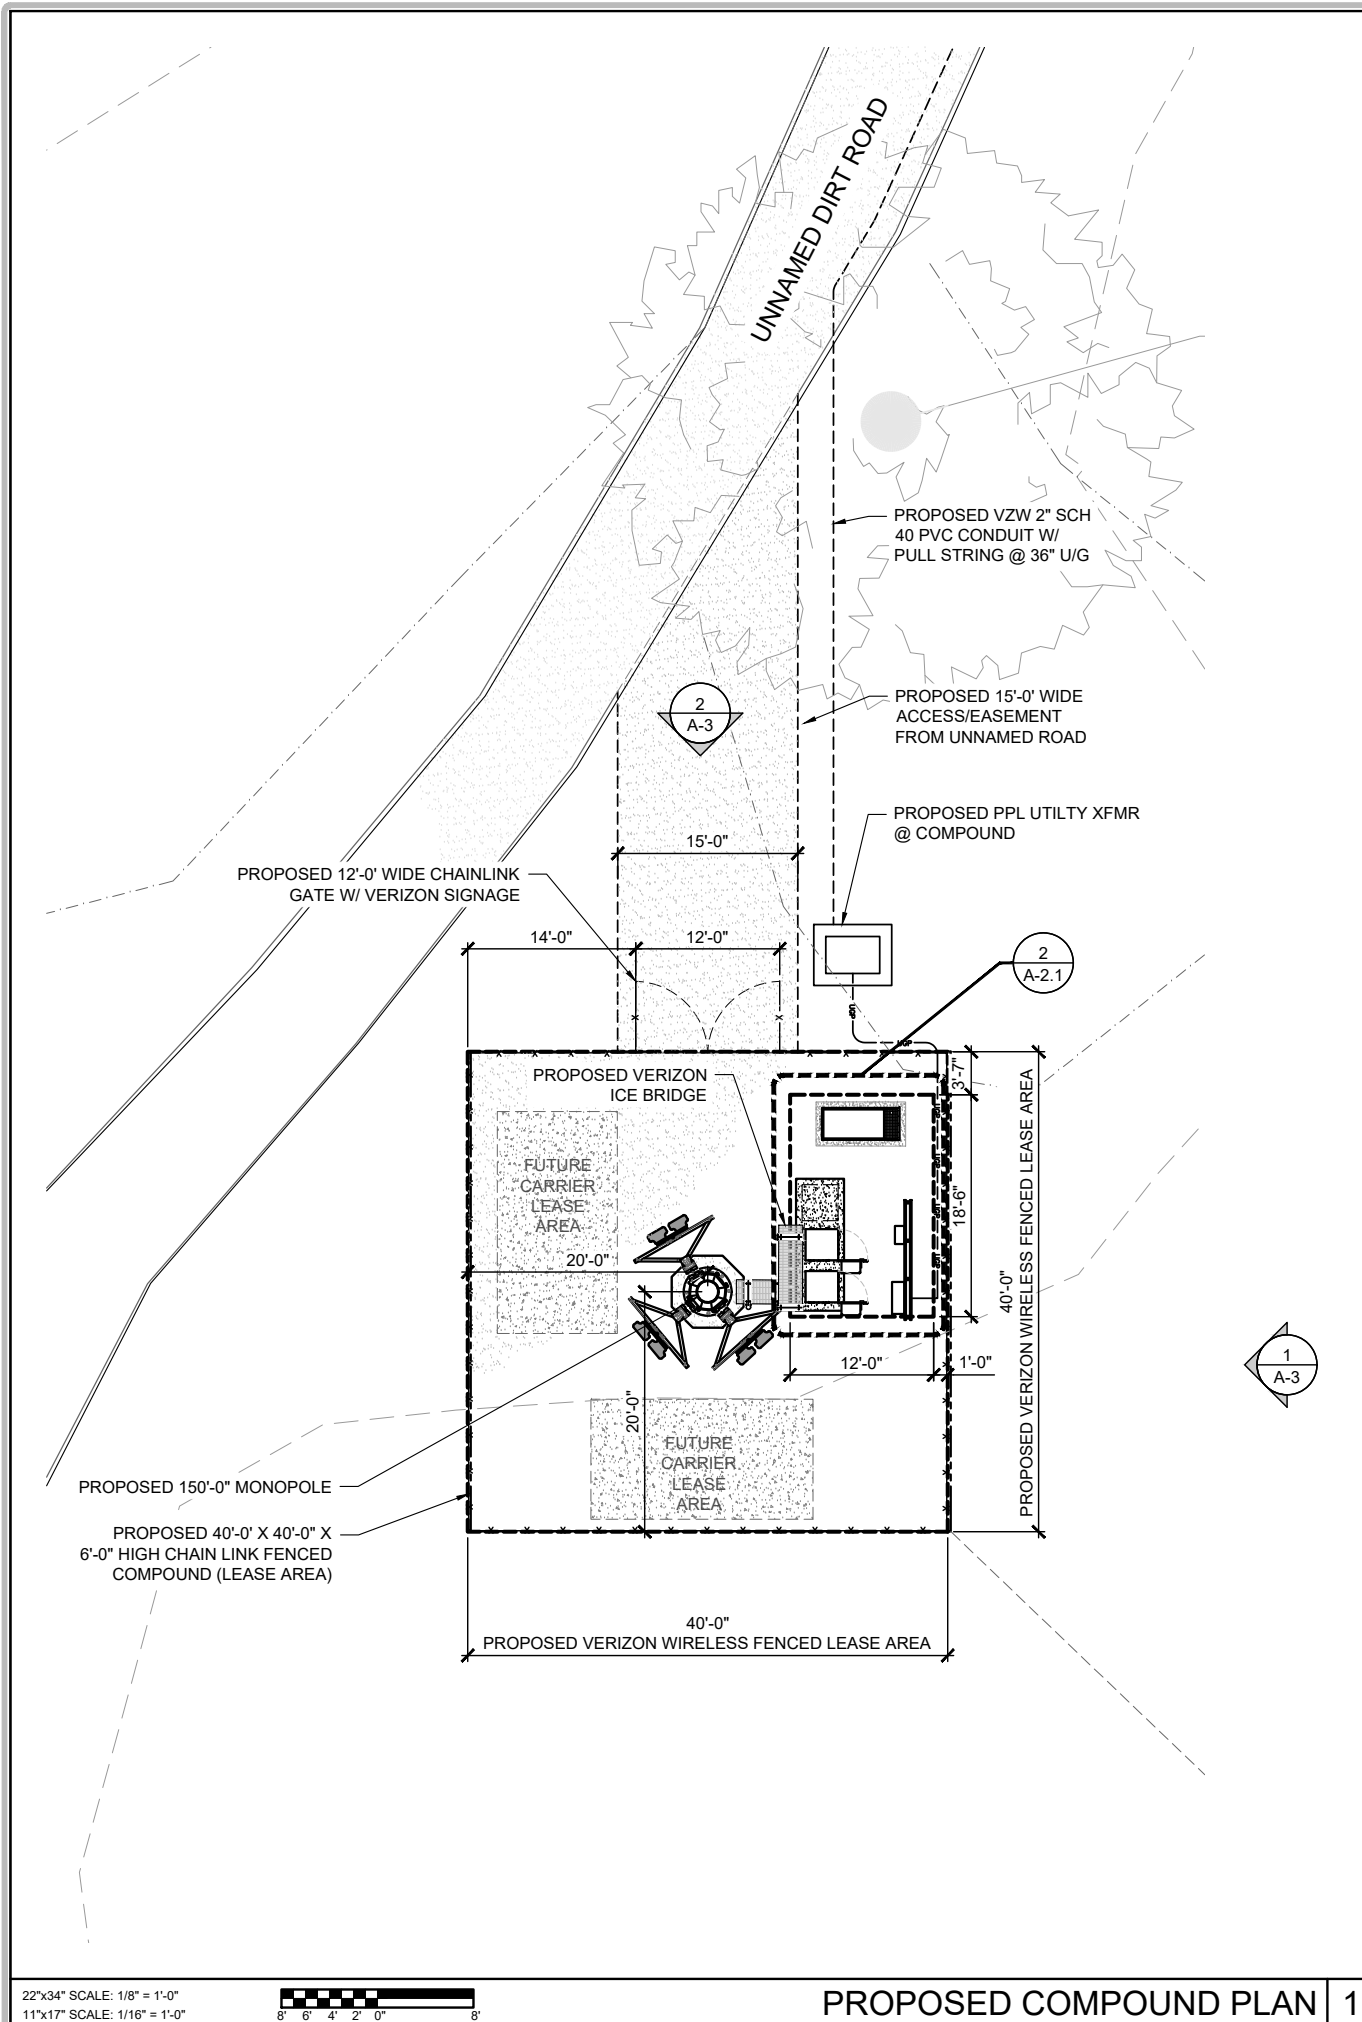 UNNAMED DIRT ROAD
PROPOSED VZW 2" SCH
40 PVC CONDUIT W/
PULL STRING @ 36" U/G
PROPOSED 15'-0' WIDE
ACCESS/EASEMENT
FROM UNNAMED ROAD
2
A-3
PROPOSED PPL UTILTY XFMR
@ COMPOUND
15'-0"
PROPOSED 12'-0' WIDE CHAINLINK
GATE W/ VERIZON SIGNAGE
14'-0"
12'-0"
2
A-2.1
UGP
UGP
PROPOSED VERIZON
ICE BRIDGE
3'-7"
UGP
UGP
UGP
UGP
18'-6"
40'-0"
PROPOSED VERIZON WIRELESS FENCED LEASE AREA
FUTURE
CARRIER
LEASE
AREA
20'-0"
12'-0"
1'-0"
1
A-3
20'-0"
FUTURE
CARRIER
LEASE
AREA
PROPOSED 150'-0" MONOPOLE
PROPOSED 40'-0' X 40'-0" X
6'-0" HIGH CHAIN LINK FENCED
COMPOUND (LEASE AREA)
40'-0"
PROPOSED VERIZON WIRELESS FENCED LEASE AREA
22"x34" SCALE: 1/8" = 1'-0"
11"x17" SCALE: 1/16" = 1'-0"
8' 6' 4' 2' 0" 8'
PROPOSED COMPOUND PLAN 1